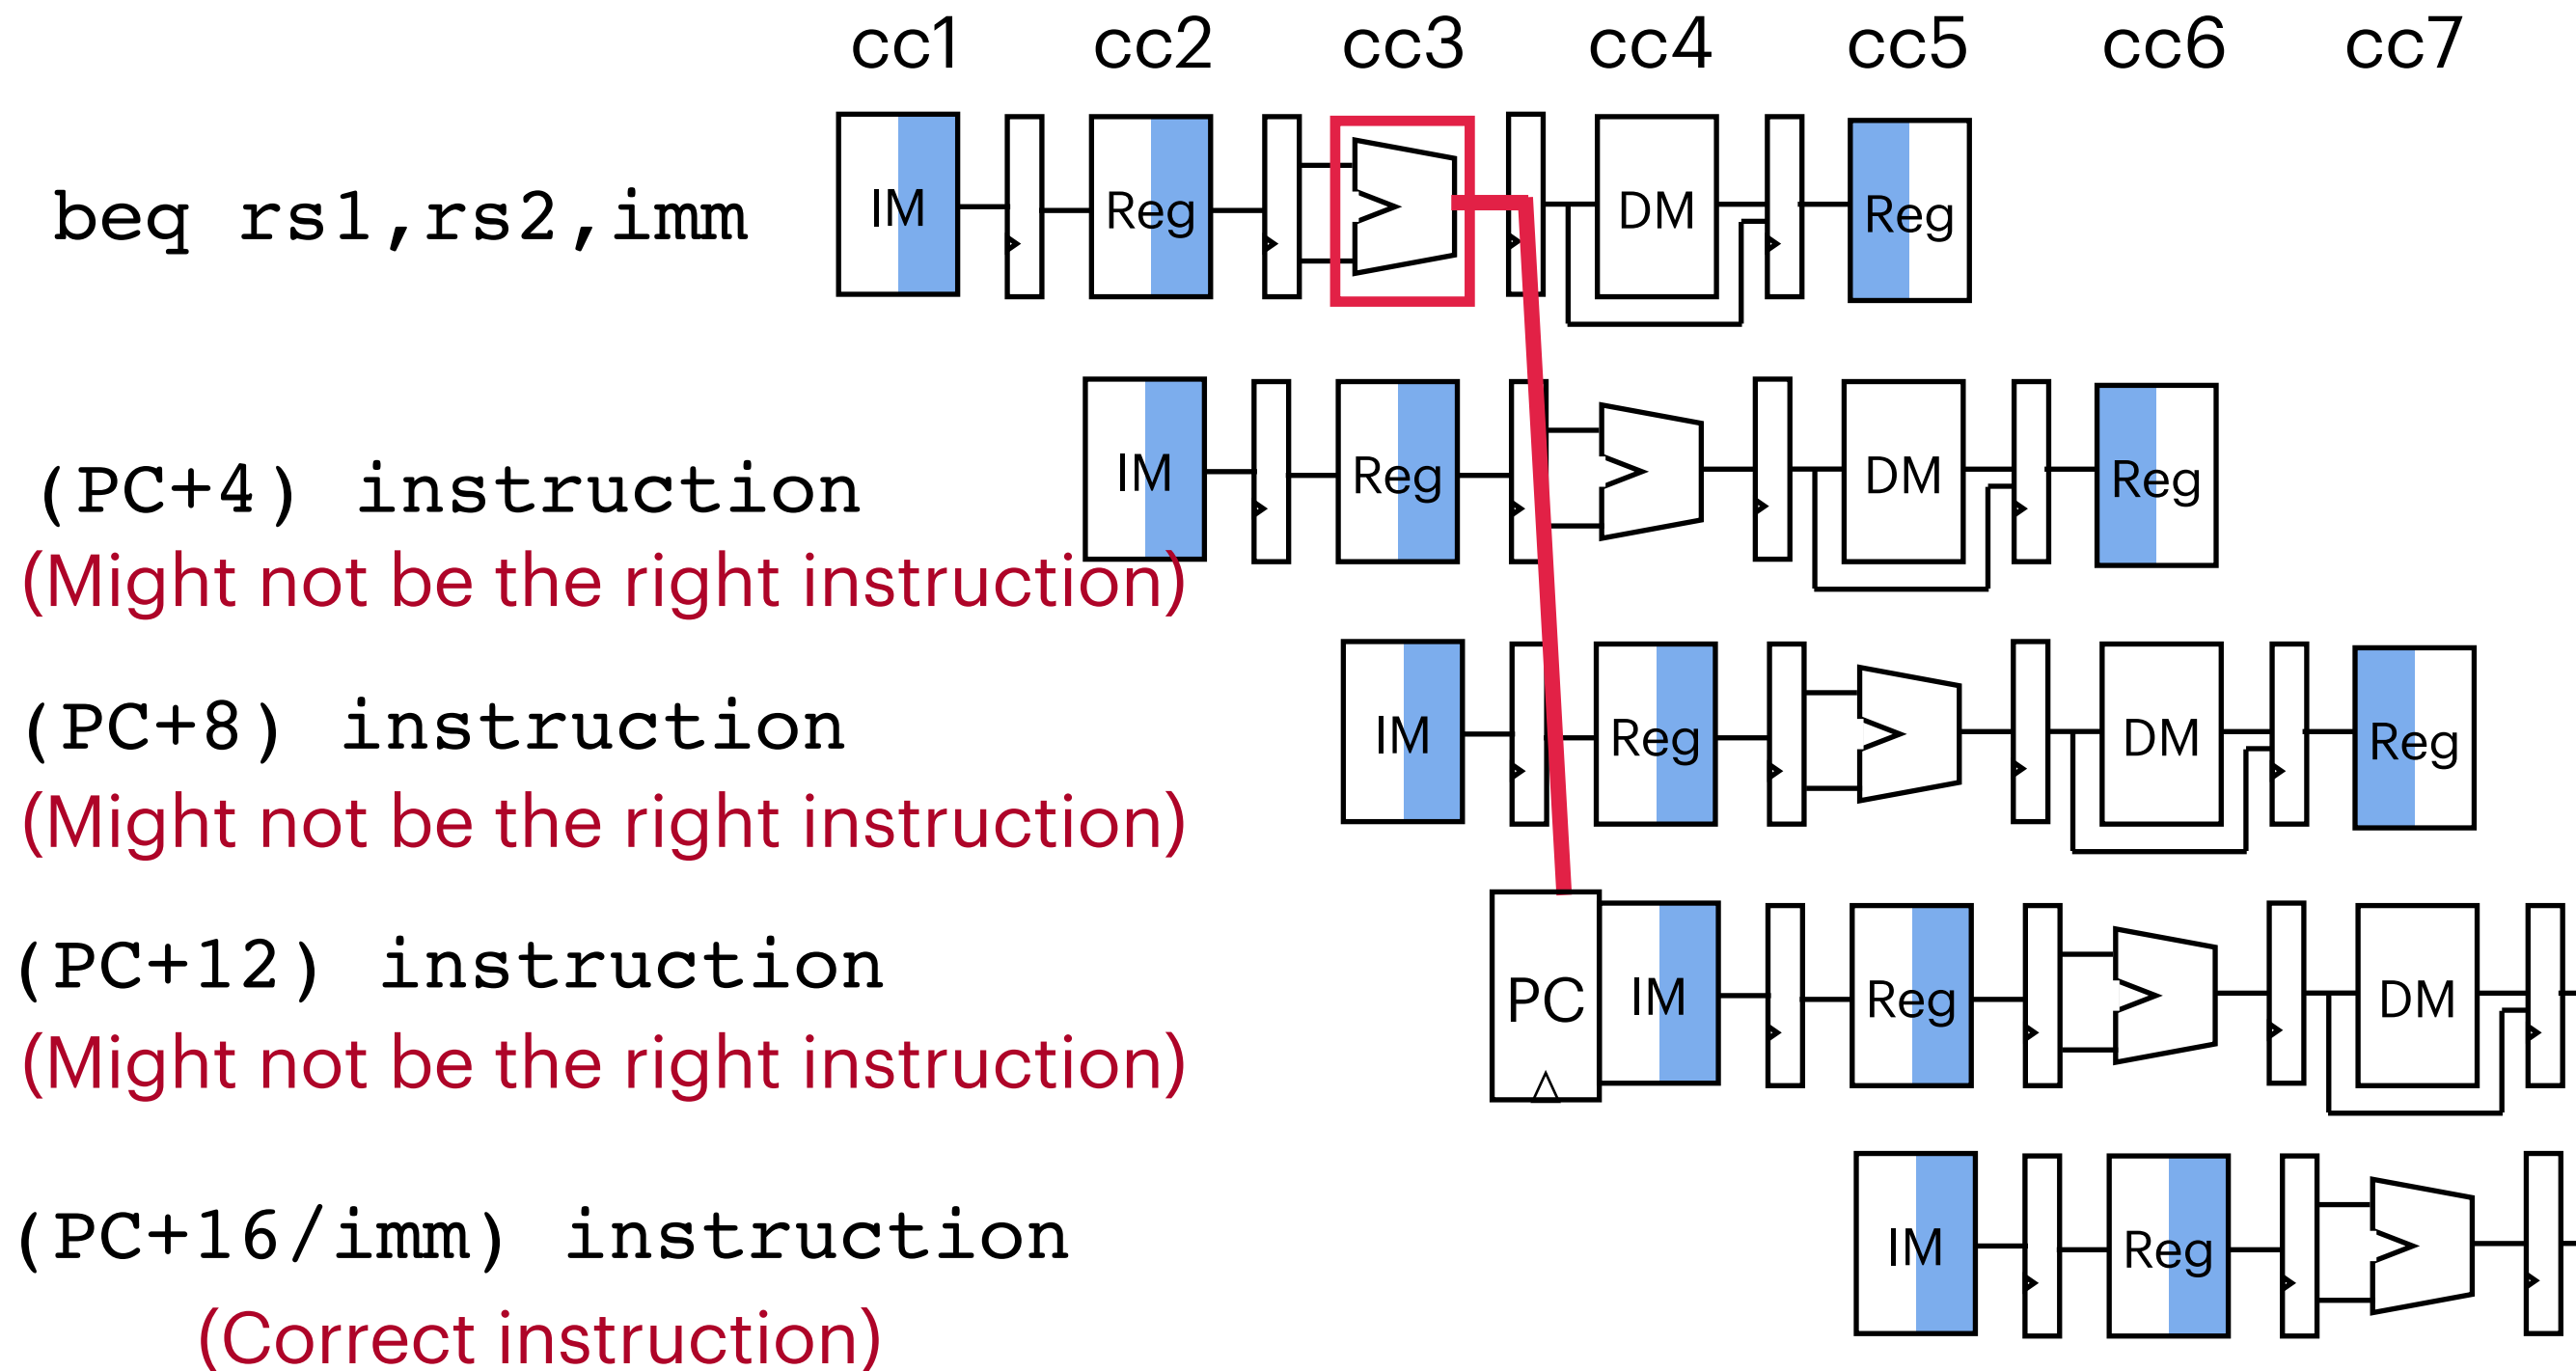 cc1 cc2 cc3 cc4 cc5 cc6 cc7
beq rs1,rs2,imm IM Reg DM Reg
(PC+4) instruction IM Reg DM Reg
(Might not be the right instruction)
(PC+8) instruction IM Reg DM Reg
(Might not be the right instruction)
(PC+12) instruction PC IM Reg DM
(Might not be the right instruction)
(PC+16/imm) instruction IM Reg
(Correct instruction)